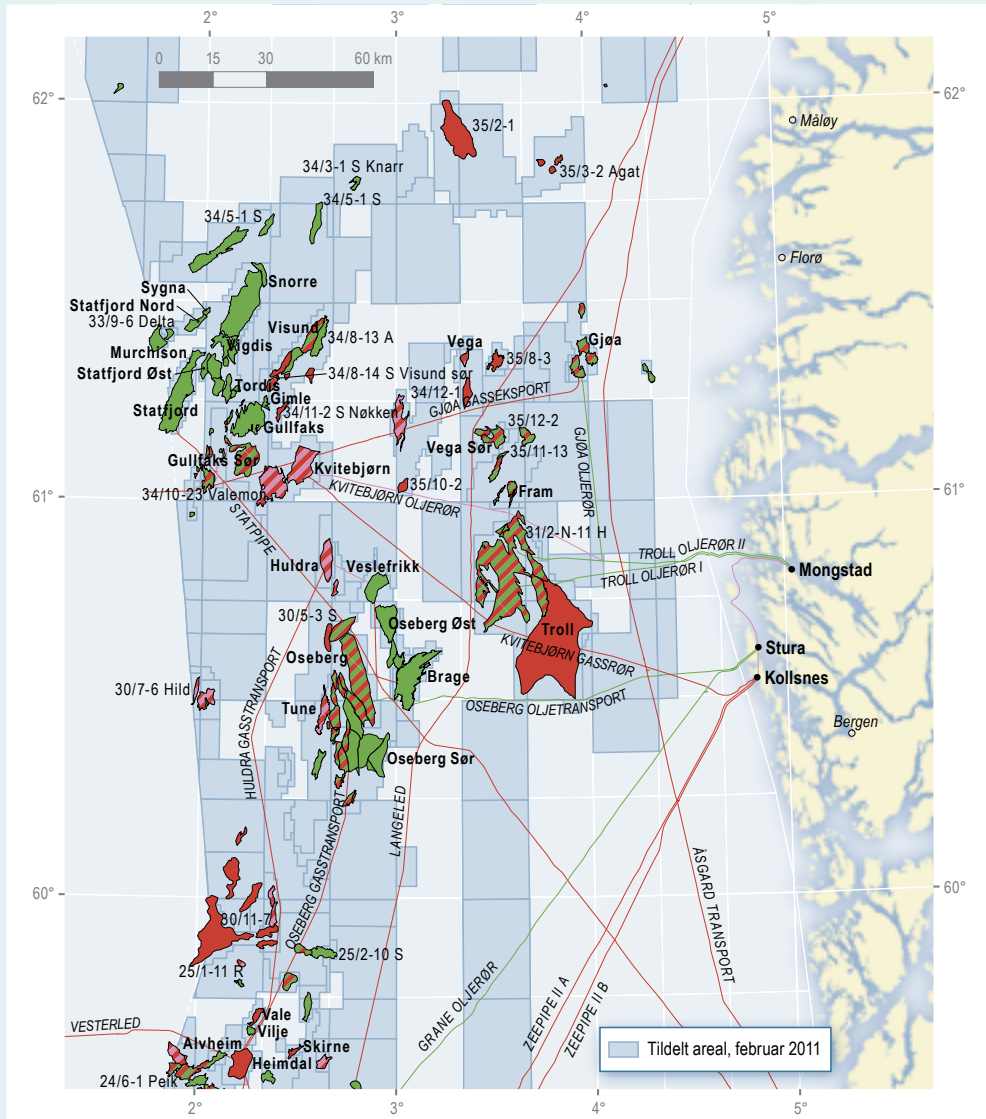 2°
3°
4°
5°
0
15
30
60 km
62°
62°
Måløy
35/2-1
35/3-2 Agat
34/3-1 S Knarr
34/5-1 S
34/5-1 S
Florø
Snorre
Sygna
Statfjord Nord
33/9-6 Delta
Visund
34/8-13 A
Murchison
Vigdis
Vega
35/8-3
Gjøa
Statfjord Øst
34/8-14 S Visund sør
Tordis
Gimle
34/12-1
GJØA GASSEKSPORT
Statfjord
34/11-2 S Nøkken
Gullfaks
35/12-2
Vega Sør
35/11-13
GJØA OLJERØR
Gullfaks Sør
Kvitebjørn
35/10-2
34/10-23 Valemon
KVITEBJØRN OLJERØR
Fram
61°
61°
STATPIPE
31/2-N-11 H
TROLL OLJERØR II
Huldra
Veslefrikk
TROLL OLJERØR I
Mongstad
30/5-3 S
Oseberg Øst
Troll
KVITEBJØRN GASSRØR
Stura
Oseberg
Brage
Kollsnes
30/7-6 Hild
Tune
OSEBERG OLJETRANSPORT
Bergen
HULDRA GASSTRANSPORT
Oseberg Sør
OSEBERG GASSTRANSPORT
LANGELED
ÅSGARD TRANSPORT
60°
60°
30/11-7
25/2-10 S
25/1-11 R
GRANE OLJERØR
ZEEPIPE II A
ZEEPIPE II B
VESTERLED
Vale
Vilje
Alvheim
Skirne
Heimdal
24/6-1 Peik
Tildelt areal, februar 2011
2°
3°
4°
5°